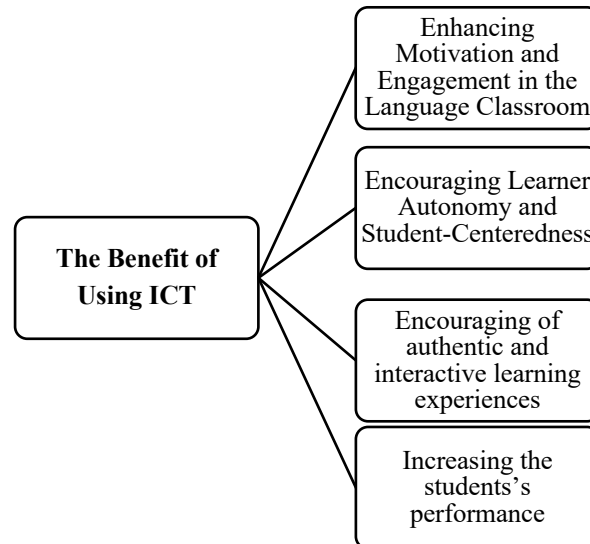 The Benefit of
Using ICT
Enhancing
Motivation and
Engagement in the
Language Classroom
Encouraging Learner
Autonomy and
Student-Centeredness
Encouraging of
authentic and
interactive learning
experiences
Increasing the
students's
performance